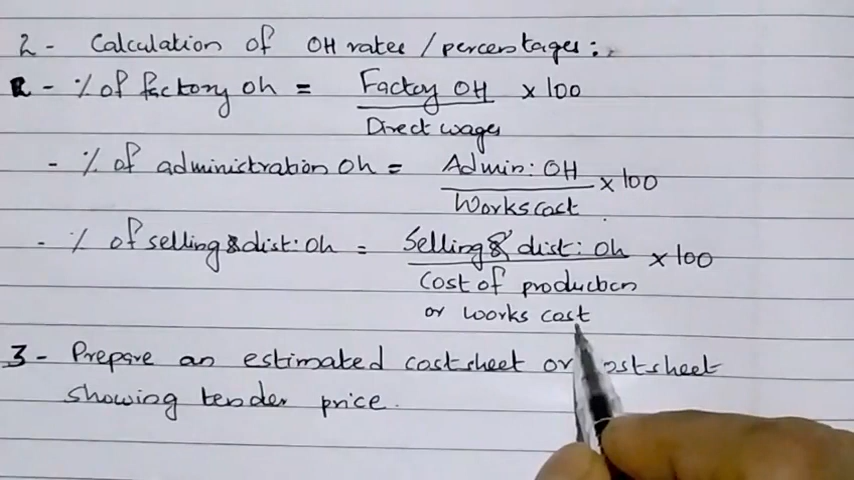 2 - Calculation of OH rates / percentages :.
- % of factory oh = Factory OH × 100
Direct wages
- % of administration oh = Admin: OH × 100
Works cost
- % of selling & dist: oh = Selling & dist: oh × 100
Cost of production
or works cost
3 - Prepare an estimated costsheet or costsheet
showing tender price.